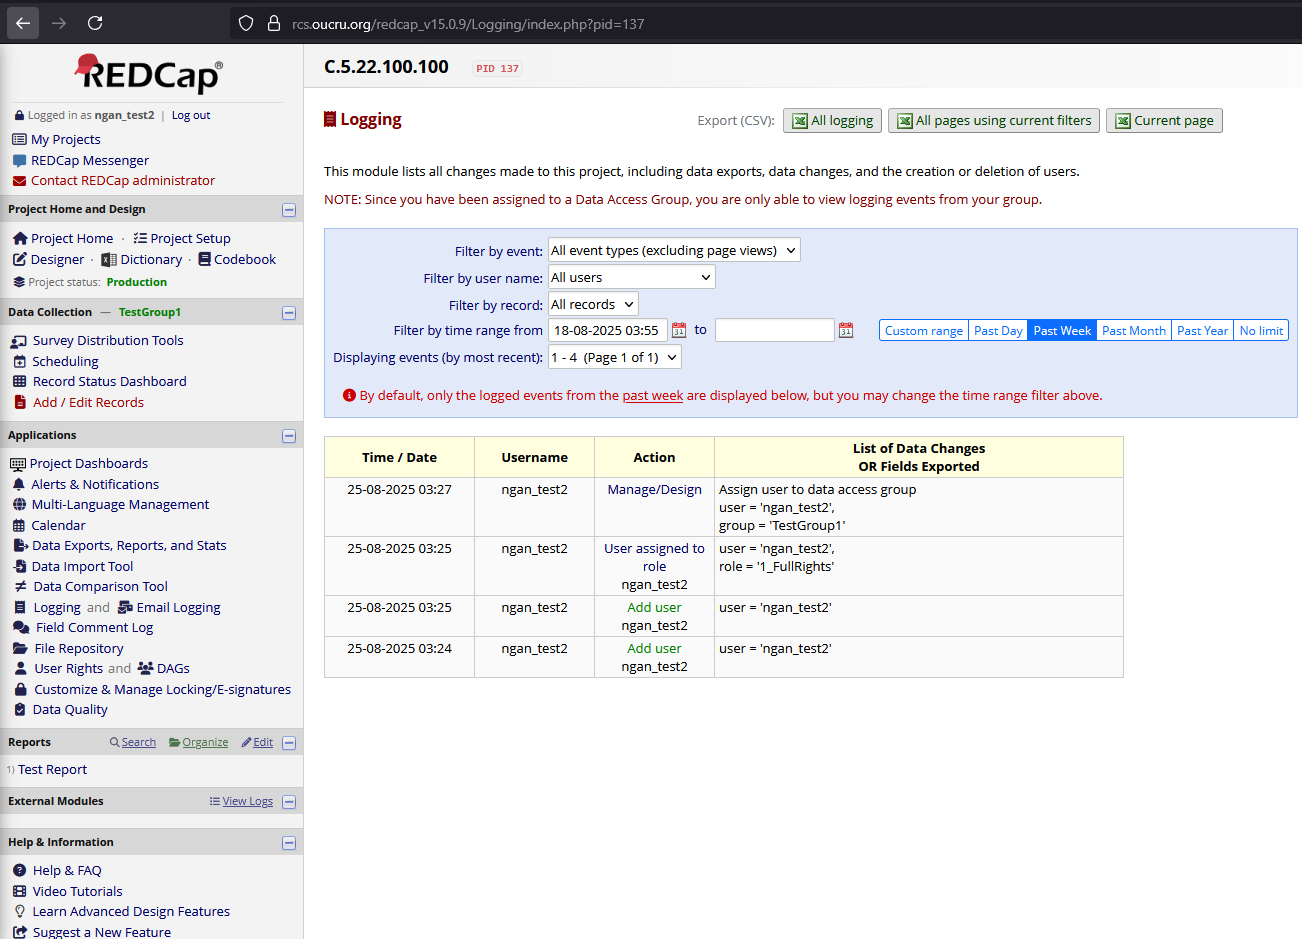 rcs.oucru.org/redcap_v15.0.9/Logging/index.php?pid=137
REDCap®
Logged in as ngan_test2 | Log out
My Projects
REDCap Messenger
Contact REDCap administrator
Project Home and Design
Project Home · Project Setup
Designer · Dictionary · Codebook
Project status: Production
Data Collection — TestGroup1
Survey Distribution Tools
Scheduling
Record Status Dashboard
Add / Edit Records
Applications
Project Dashboards
Alerts & Notifications
Multi-Language Management
Calendar
Data Exports, Reports, and Stats
Data Import Tool
Data Comparison Tool
Logging and Email Logging
Field Comment Log
File Repository
User Rights and DAGs
Customize & Manage Locking/E-signatures
Data Quality
Reports Search Organize Edit
1) Test Report
External Modules View Logs
Help & Information
Help & FAQ
Video Tutorials
Learn Advanced Design Features
Suggest a New Feature
C.5.22.100.100 PID 137
Logging Export (CSV): All logging All pages using current filters Current page
This module lists all changes made to this project, including data exports, data changes, and the creation or deletion of users.
NOTE: Since you have been assigned to a Data Access Group, you are only able to view logging events from your group.
Filter by event: All event types (excluding page views)
Filter by user name: All users
Filter by record: All records
Filter by time range from 18-08-2025 03:55 31 to 31 Custom range Past Day Past Week Past Month Past Year No limit
Displaying events (by most recent): 1 - 4 (Page 1 of 1)
By default, only the logged events from the past week are displayed below, but you may change the time range filter above.
Time / Date Username Action List of Data Changes
OR Fields Exported
25-08-2025 03:27 ngan_test2 Manage/Design Assign user to data access group
user = 'ngan_test2',
group = 'TestGroup1'
25-08-2025 03:25 ngan_test2 User assigned to user = 'ngan_test2',
role role = '1_FullRights'
ngan_test2
25-08-2025 03:25 ngan_test2 Add user user = 'ngan_test2'
ngan_test2
25-08-2025 03:24 ngan_test2 Add user user = 'ngan_test2'
ngan_test2